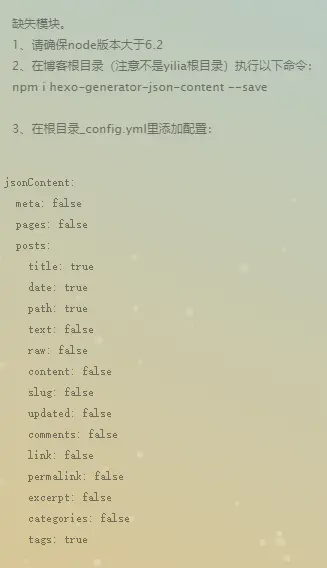 缺失模块。
1、请确保node版本大于6.2
2、在博客根目录（注意不是yilia根目录）执行以下命令：
npm i hexo-generator-json-content --save
3、在根目录_config.yml里添加配置：
jsonContent:
meta: false
pages: false
posts:
title: true
date: true
path: true
text: false
raw: false
content: false
slug: false
updated: false
comments: false
link: false
permalink: false
excerpt: false
categories: false
tags: true